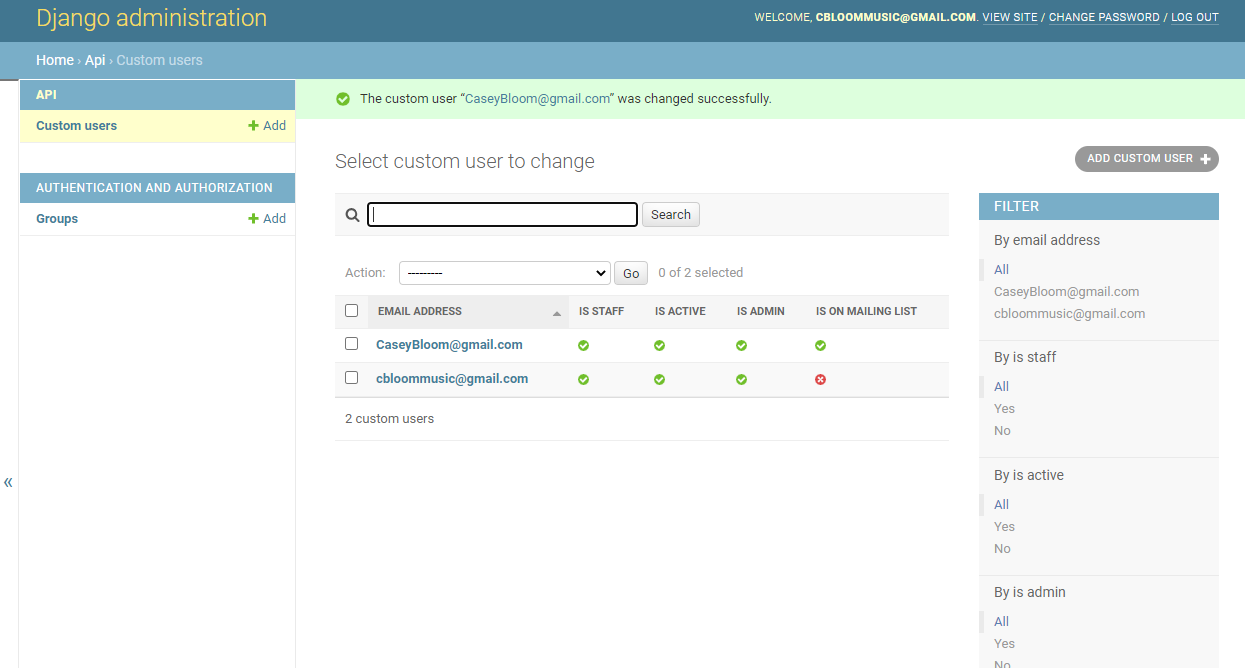 Django administration
WELCOME, CBLOOMMUSIC@GMAIL.COM. VIEW SITE / CHANGE PASSWORD / LOG OUT
Home › Api › Custom users
API
Custom users
+ Add
AUTHENTICATION AND AUTHORIZATION
Groups
+ Add
«
The custom user “CaseyBloom@gmail.com” was changed successfully.
Select custom user to change
ADD CUSTOM USER +
Search
Action: --------- Go 0 of 2 selected
EMAIL ADDRESS IS STAFF IS ACTIVE IS ADMIN IS ON MAILING LIST
CaseyBloom@gmail.com
cbloommusic@gmail.com
2 custom users
FILTER
By email address
All
CaseyBloom@gmail.com
cbloommusic@gmail.com
By is staff
All
Yes
No
By is active
All
Yes
No
By is admin
All
Yes
No